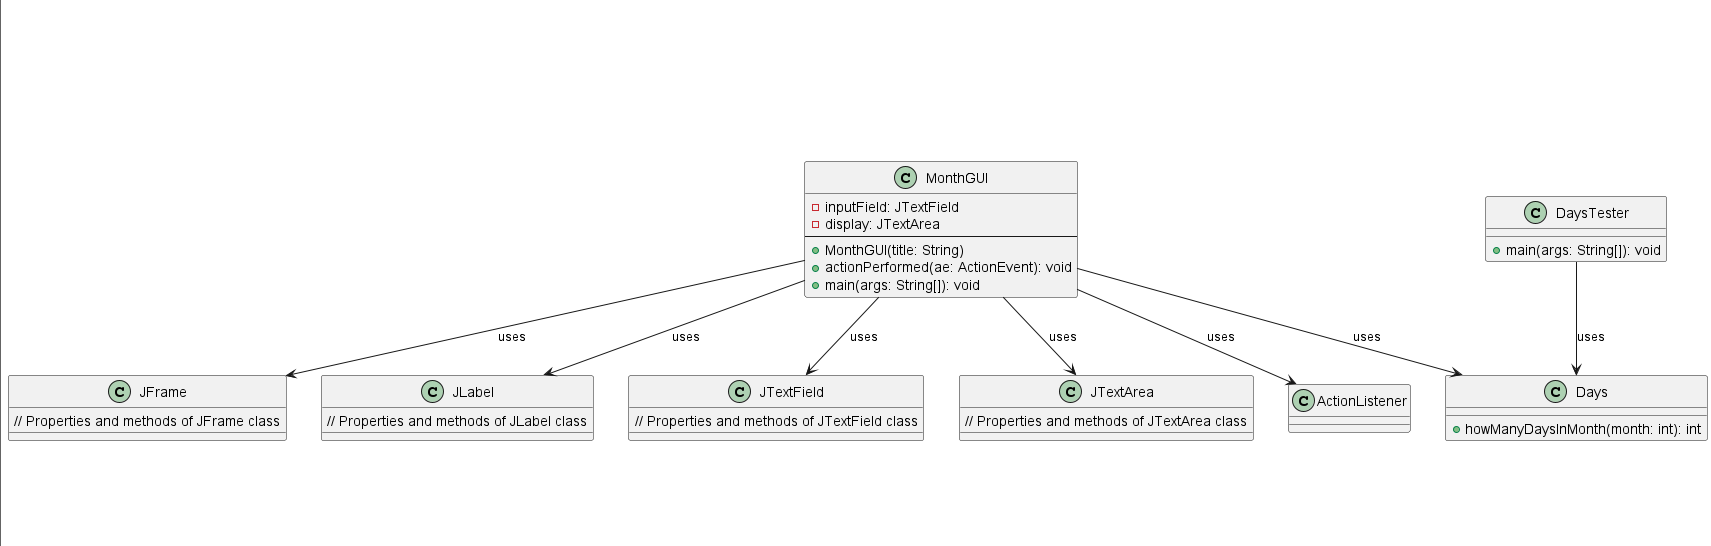 C MonthGUI
inputField: JTextField
display: JTextArea
MonthGUI(title: String)
actionPerformed(ae: ActionEvent): void
main(args: String[]): void
C DaysTester
main(args: String[]): void
uses
uses
uses
uses
uses
uses
uses
C JFrame
// Properties and methods of JFrame class
C JLabel
// Properties and methods of JLabel class
C JTextField
// Properties and methods of JTextField class
C JTextArea
// Properties and methods of JTextArea class
C ActionListener
C Days
howManyDaysInMonth(month: int): int